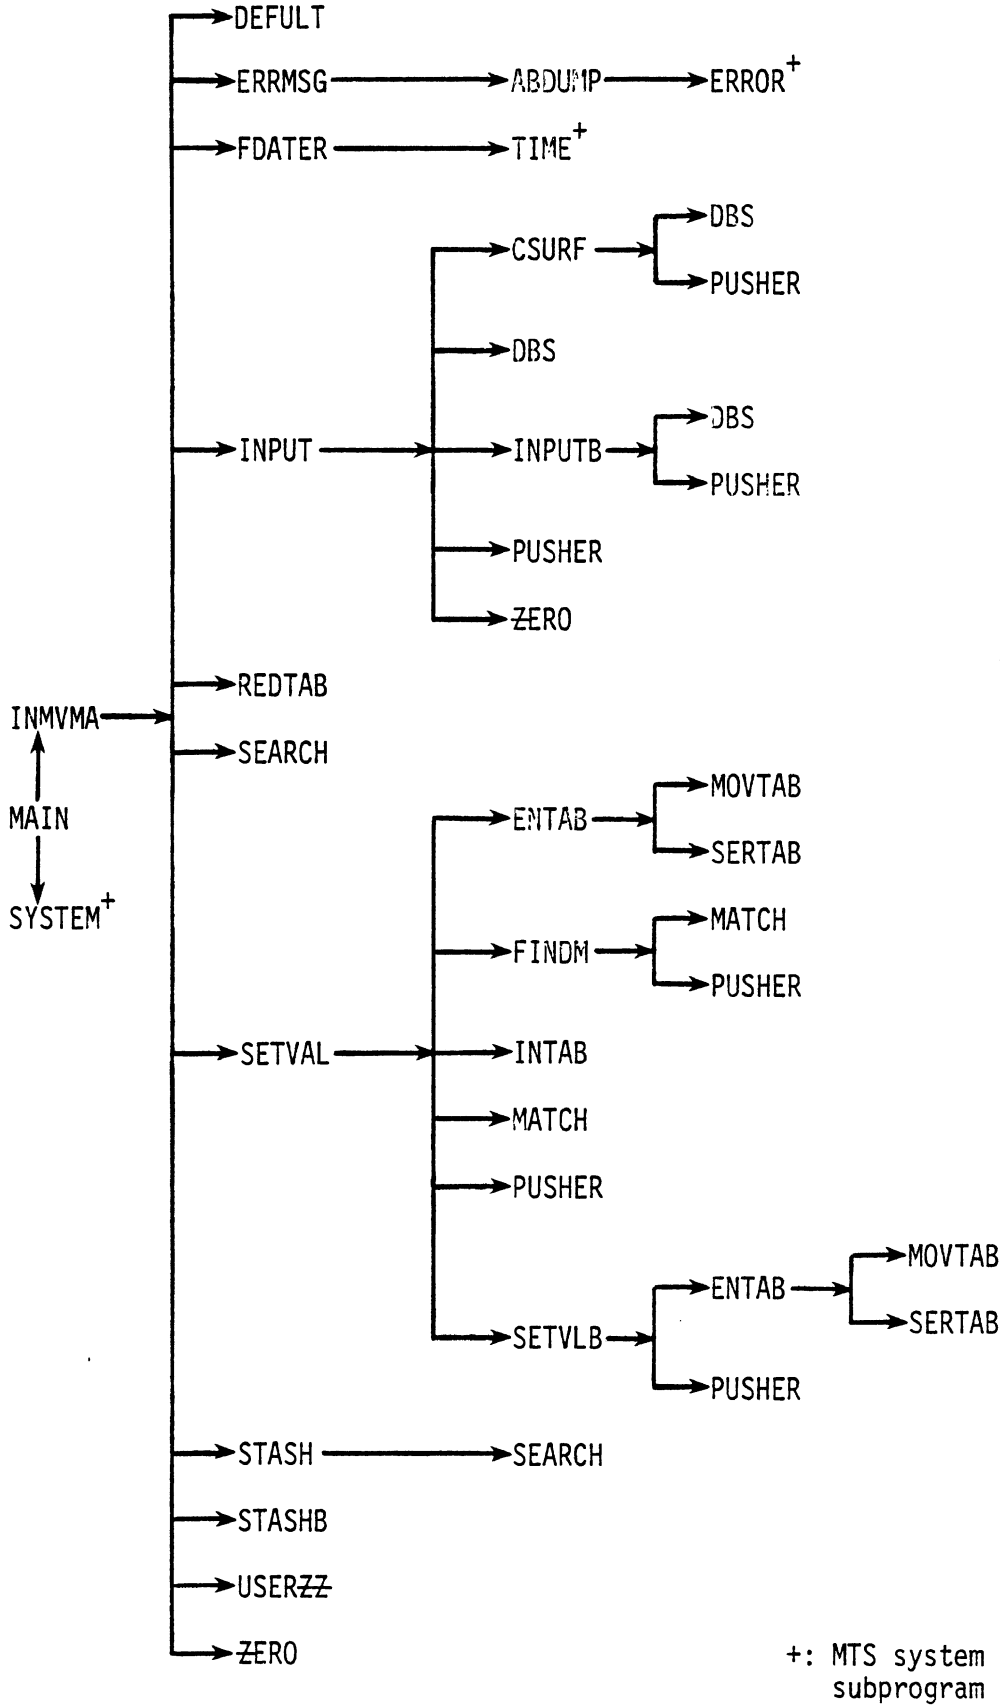 DEFULT
ERRMSG ABDUMP ERROR+
FDATER TIME+
DBS
CSURF
PUSHER
DBS
DBS
INPUT INPUTB
PUSHER
PUSHER
ZERO
REDTAB
INMVMA
SEARCH
MOVTAB
MAIN ENTAB
SERTAB
SYSTEM+ MATCH
FINDM
PUSHER
SETVAL INTAB
MATCH
PUSHER
MOVTAB
ENTAB
SERTAB
SETVLB
PUSHER
STASH SEARCH
STASHB
USERZZ
ZERO
+: MTS system
subprogram